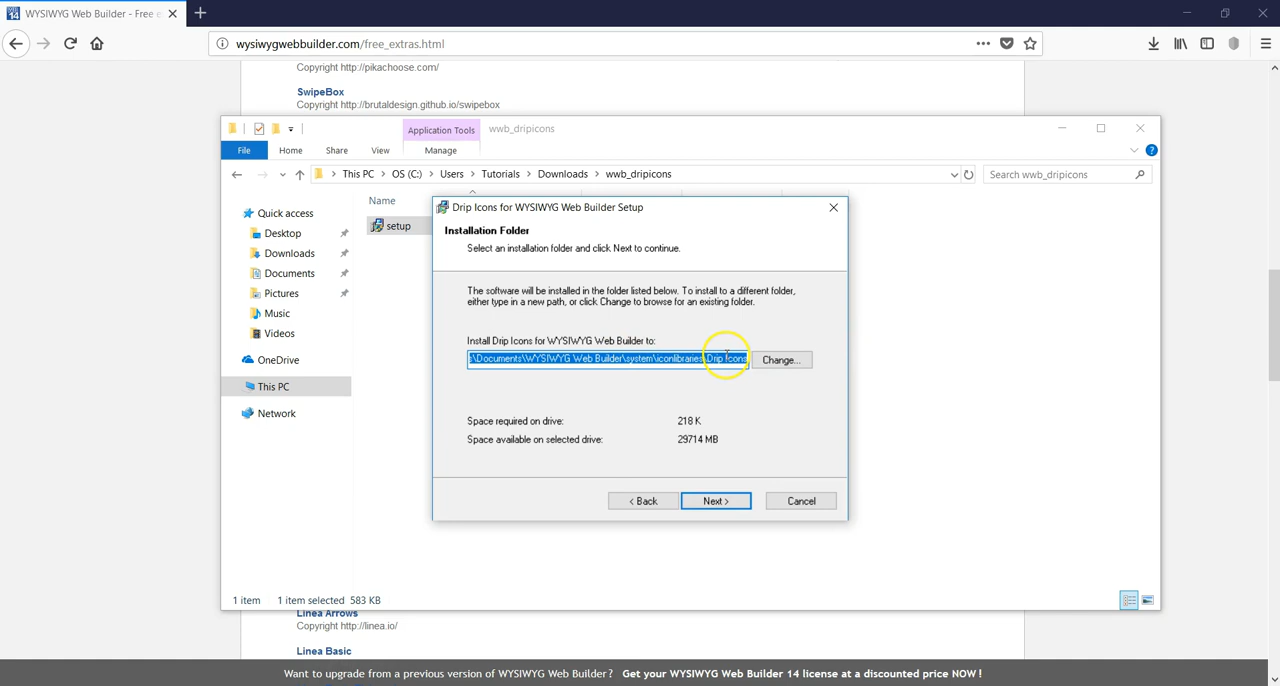 WYSIWYG Web Builder - Free e
wysiwygwebbuilder.com/free_extras.html
Copyright http://pikachoose.com/
SwipeBox
Copyright http://brutaldesign.github.io/swipebox
Application Tools
wwb_dripicons
File
Home
Share
View
Manage
This PC > OS (C:) > Users > Tutorials > Downloads > wwb_dripicons
Search wwb_dripicons
Quick access
Desktop
Downloads
Documents
Pictures
Music
Videos
OneDrive
This PC
Network
Name
setup
Drip Icons for WYSIWYG Web Builder Setup
Installation Folder
Select an installation folder and click Next to continue.
The software will be installed in the folder listed below. To install to a different folder,
either type in a new path, or click Change to browse for an existing folder.
Install Drip Icons for WYSIWYG Web Builder to:
\Documents\WYSIWYG Web Builder\system\iconlibraries\Drip Icons
Change...
Space required on drive: 218 K
Space available on selected drive: 29714 MB
< Back
Next >
Cancel
1 item 1 item selected 583 KB
Linea Arrows
Copyright http://linea.io/
Linea Basic
Want to upgrade from a previous version of WYSIWYG Web Builder? Get your WYSIWYG Web Builder 14 license at a discounted price NOW!